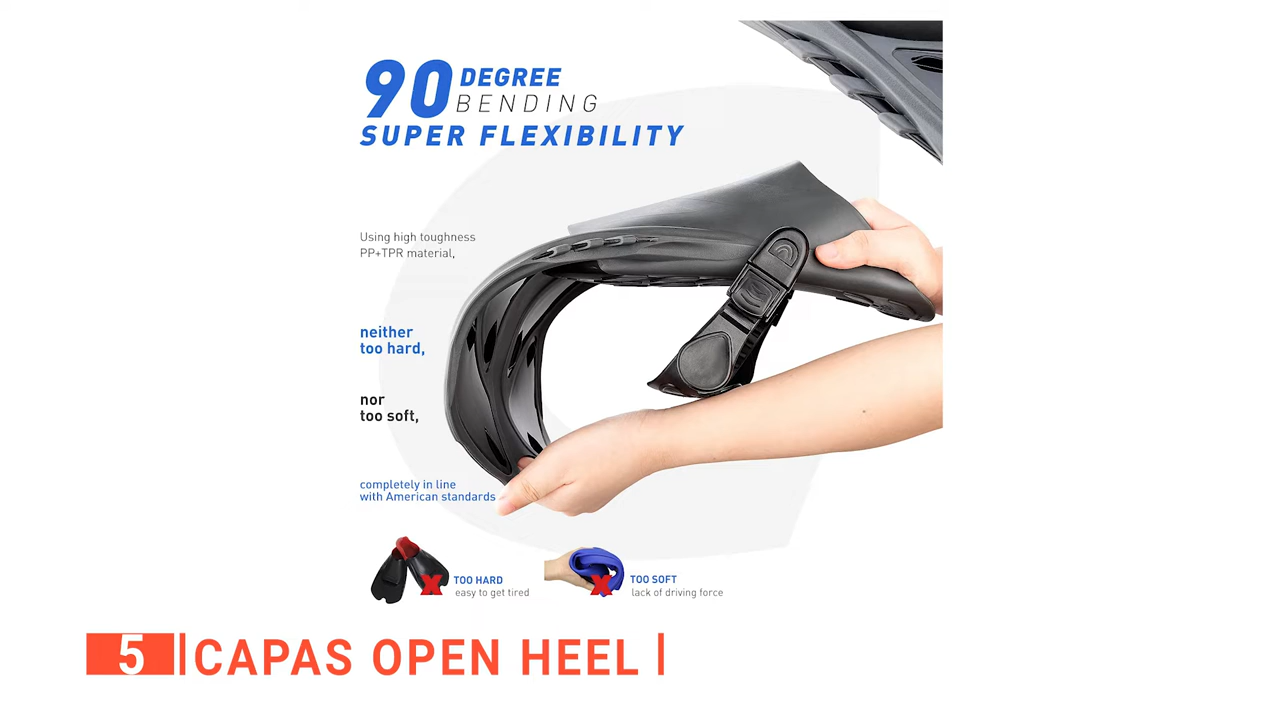 90 DEGREE
BENDING
SUPER FLEXIBILITY
Using high toughness
PP+TPR material,
neither
too hard,
nor
too soft,
completely in line
with American standards
TOO HARD
easy to get tired
TOO SOFT
lack of driving force
5 CAPAS OPEN HEEL